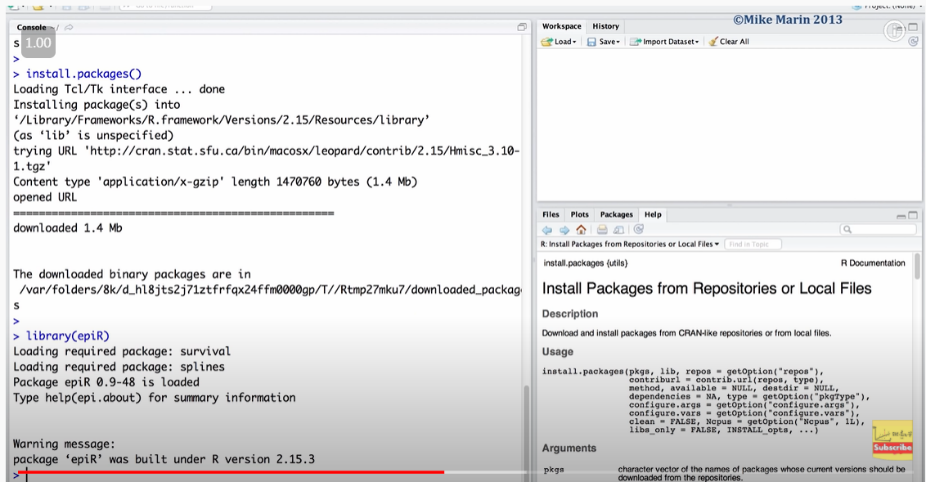 Project: (None)
©Mike Marin 2013
Console ~/
1.00
s
>
> install.packages()
Loading Tcl/Tk interface ... done
Installing package(s) into
‘/Library/Frameworks/R.framework/Versions/2.15/Resources/library’
(as ‘lib’ is unspecified)
trying URL 'http://cran.stat.sfu.ca/bin/macosx/leopard/contrib/2.15/Hmisc_3.10-
1.tgz'
Content type 'application/x-gzip' length 1470760 bytes (1.4 Mb)
opened URL
==================================================
downloaded 1.4 Mb
The downloaded binary packages are in
/var/folders/8k/d_hl8jts2j71ztfrfqx24ffm0000gp/T//Rtmp27mku7/downloaded_packag
s
>
> library(epiR)
Loading required package: survival
Loading required package: splines
Package epiR 0.9-48 is loaded
Type help(epi.about) for summary information
Warning message:
package ‘epiR’ was built under R version 2.15.3
>
Workspace History
Load Save Import Dataset Clear All
Files Plots Packages Help
R: Install Packages from Repositories or Local Files Find in Topic
install.packages {utils} R Documentation
Install Packages from Repositories or Local Files
Description
Download and install packages from CRAN-like repositories or from local files.
Usage
install.packages(pkgs, lib, repos = getOption("repos"),
contriburl = contrib.url(repos, type),
method, available = NULL, destdir = NULL,
dependencies = NA, type = getOption("pkgType"),
configure.args = getOption("configure.args"),
configure.vars = getOption("configure.vars"),
clean = FALSE, Ncpus = getOption("Ncpus", 1L),
libs_only = FALSE, INSTALL_opts, ...)
Subscribe
Arguments
pkgs character vector of the names of packages whose current versions should be
downloaded from the repositories.